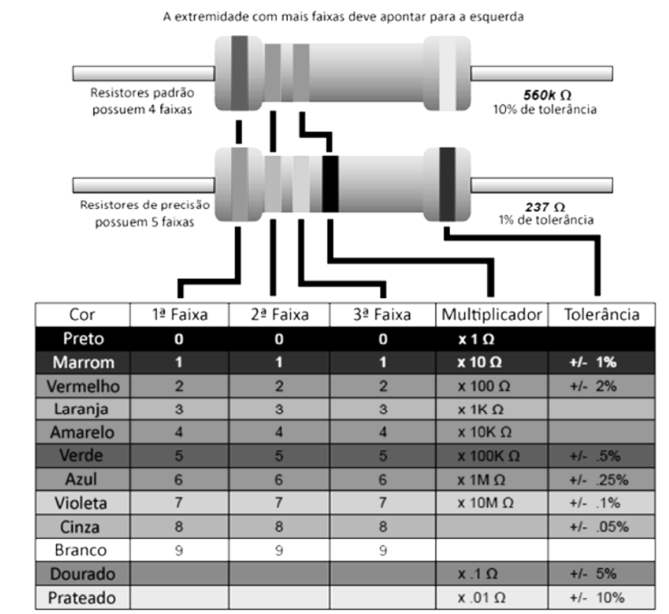 A extremidade com mais faixas deve apontar para a esquerda
Resistores padrão
possuem 4 faixas
560k Ω
10% de tolerância
Resistores de precisão
possuem 5 faixas
237 Ω
1% de tolerância
Cor 1ª Faixa 2ª Faixa 3ª Faixa Multiplicador Tolerância
Preto 0 0 0 x 1 Ω
Marrom 1 1 1 x 10 Ω +/- 1%
Vermelho 2 2 2 x 100 Ω +/- 2%
Laranja 3 3 3 x 1K Ω
Amarelo 4 4 4 x 10K Ω
Verde 5 5 5 x 100K Ω +/- .5%
Azul 6 6 6 x 1M Ω +/- .25%
Violeta 7 7 7 x 10M Ω +/- .1%
Cinza 8 8 8 +/- .05%
Branco 9 9 9
Dourado x .1 Ω +/- 5%
Prateado x .01 Ω +/- 10%